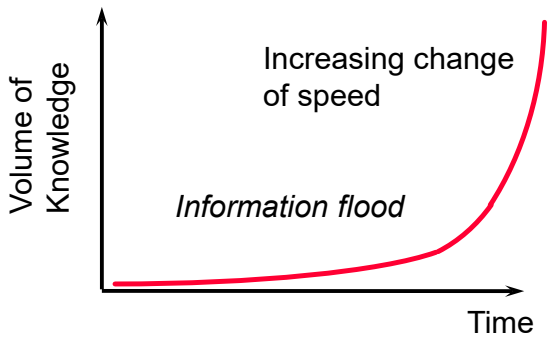 Volume of
Knowledge
Increasing change
of speed
Information flood
Time